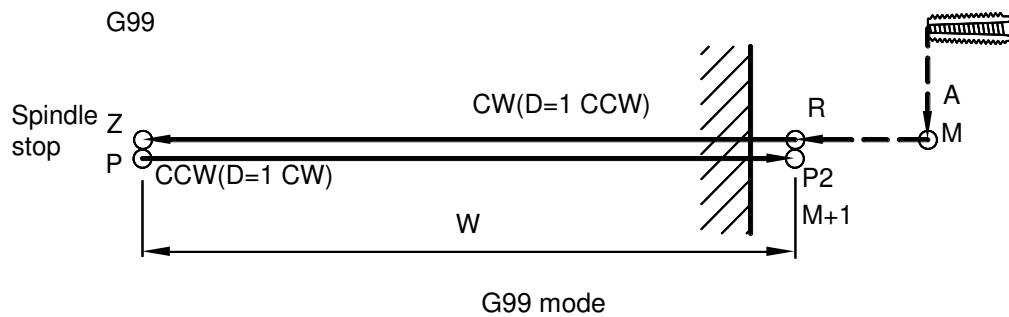 G99
A
CW(D=1 CCW)
R
Spindle
stop
Z
M
P
CCW(D=1 CW)
P2
M+1
W
G99 mode